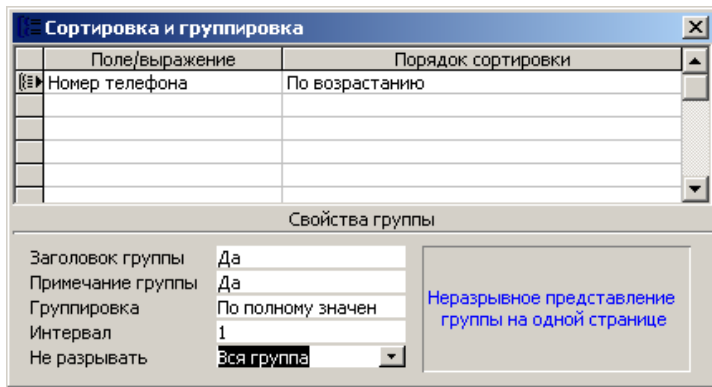 Сортировка и группировка
Поле/выражение Порядок сортировки
Номер телефона По возрастанию
Свойства группы
Заголовок группы Да
Примечание группы Да
Группировка По полному значен
Интервал 1
Не разрывать Вся группа
Неразрывное представление
группы на одной странице